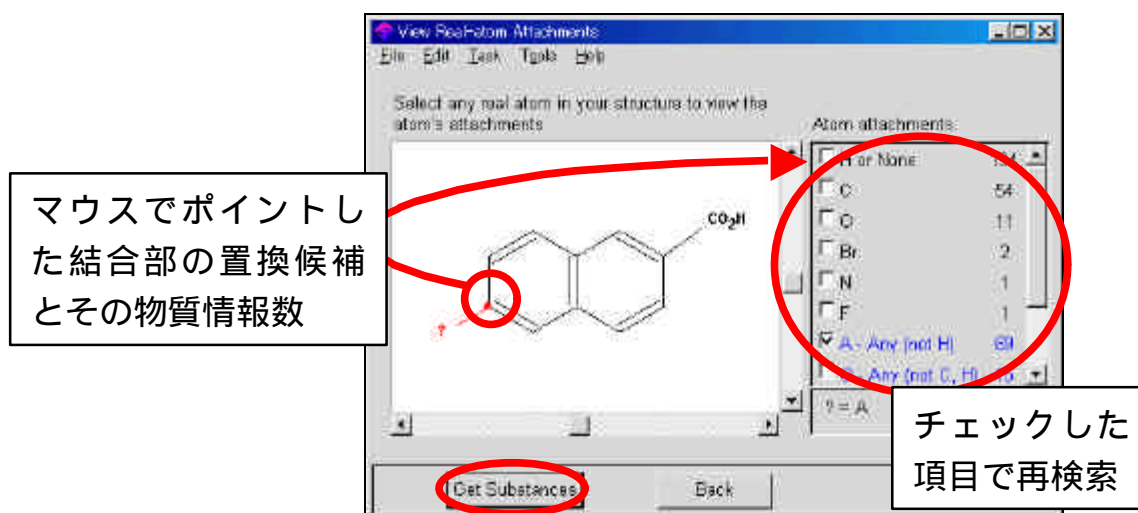 View Real-atom Attachments
File Edit Task Tools Help
Select any real atom in your structure to view the
atom's attachments
Atom attachments:
H or None
C 54
O 11
Br 2
N 1
F 1
A - Any (not H) 69
- Any (not C, H) 15
? = A
CO2H
?
マウスでポイントし
た結合部の置換候補
とその物質情報数
チェックした
項目で再検索
Get Substances
Back